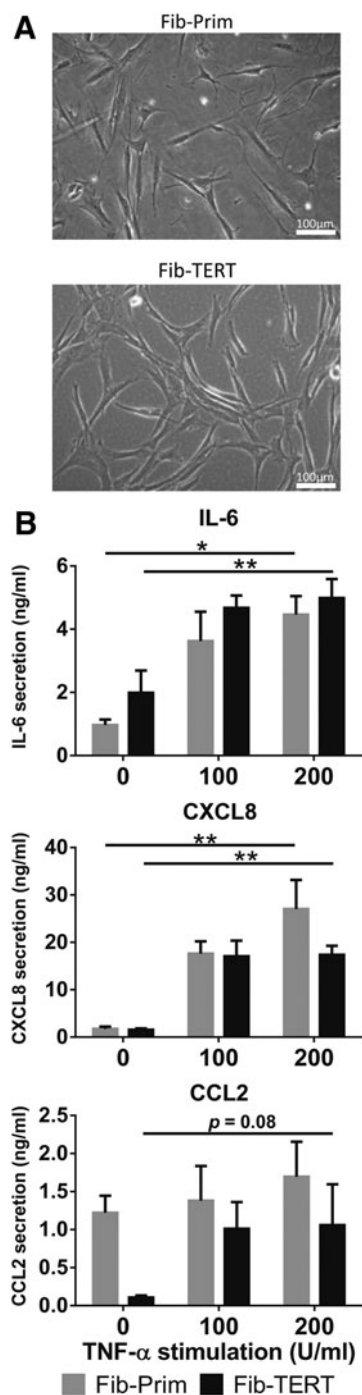 A
Fib-Prim
100µm
Fib-TERT
100µm
B
IL-6
*
**
IL-6 secretion (ng/ml)
6
4
2
0
0 100 200
CXCL8
**
**
CXCL8 secretion (ng/ml)
40
30
20
10
0
0 100 200
CCL2
p = 0.08
CCL2 secretion (ng/ml)
2.5
2.0
1.5
1.0
0.5
0.0
0 100 200
TNF-α stimulation (U/ml)
Fib-Prim Fib-TERT